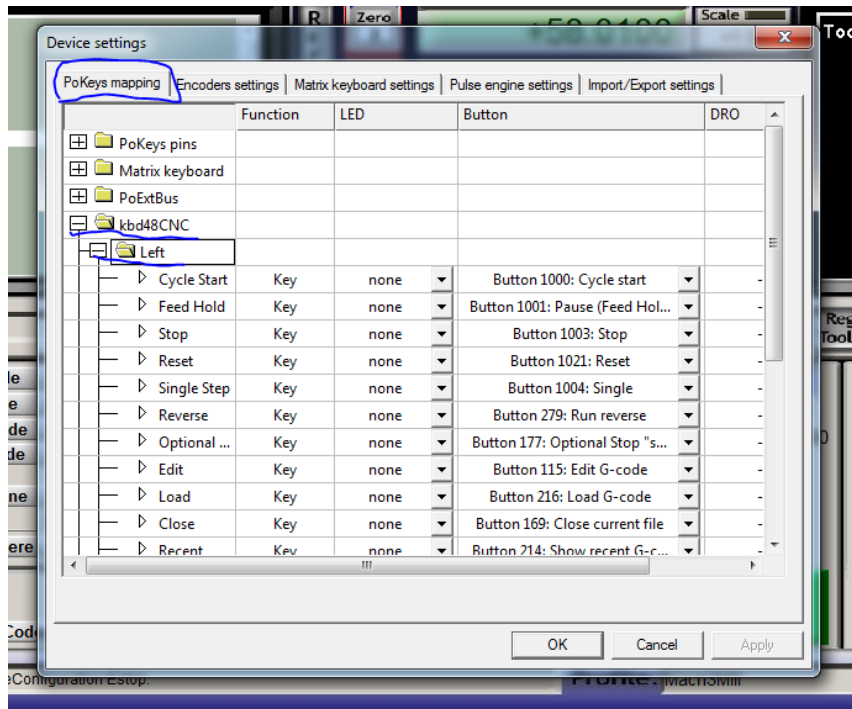 R
Zero
+58.0100
Scale
Too
Device settings
PoKeys mapping Encoders settings Matrix keyboard settings Pulse engine settings Import/Export settings
Function LED Button DRO
PoKeys pins
Matrix keyboard
PoExtBus
kbd48CNC
Left
Cycle Start Key none Button 1000: Cycle start -
Feed Hold Key none Button 1001: Pause (Feed Hol... -
Stop Key none Button 1003: Stop -
Reset Key none Button 1021: Reset -
Single Step Key none Button 1004: Single -
Reverse Key none Button 279: Run reverse -
Optional ... Key none Button 177: Optional Stop "s... -
Edit Key none Button 115: Edit G-code -
Load Key none Button 216: Load G-code -
Close Key none Button 169: Close current file -
Recent Key none Button 214: Show recent G-c... -
OK Cancel Apply
Reg
Tool
le
e
de
de
ne
ere
Code
eConfiguration Estop.
Profile: Mach3Mill